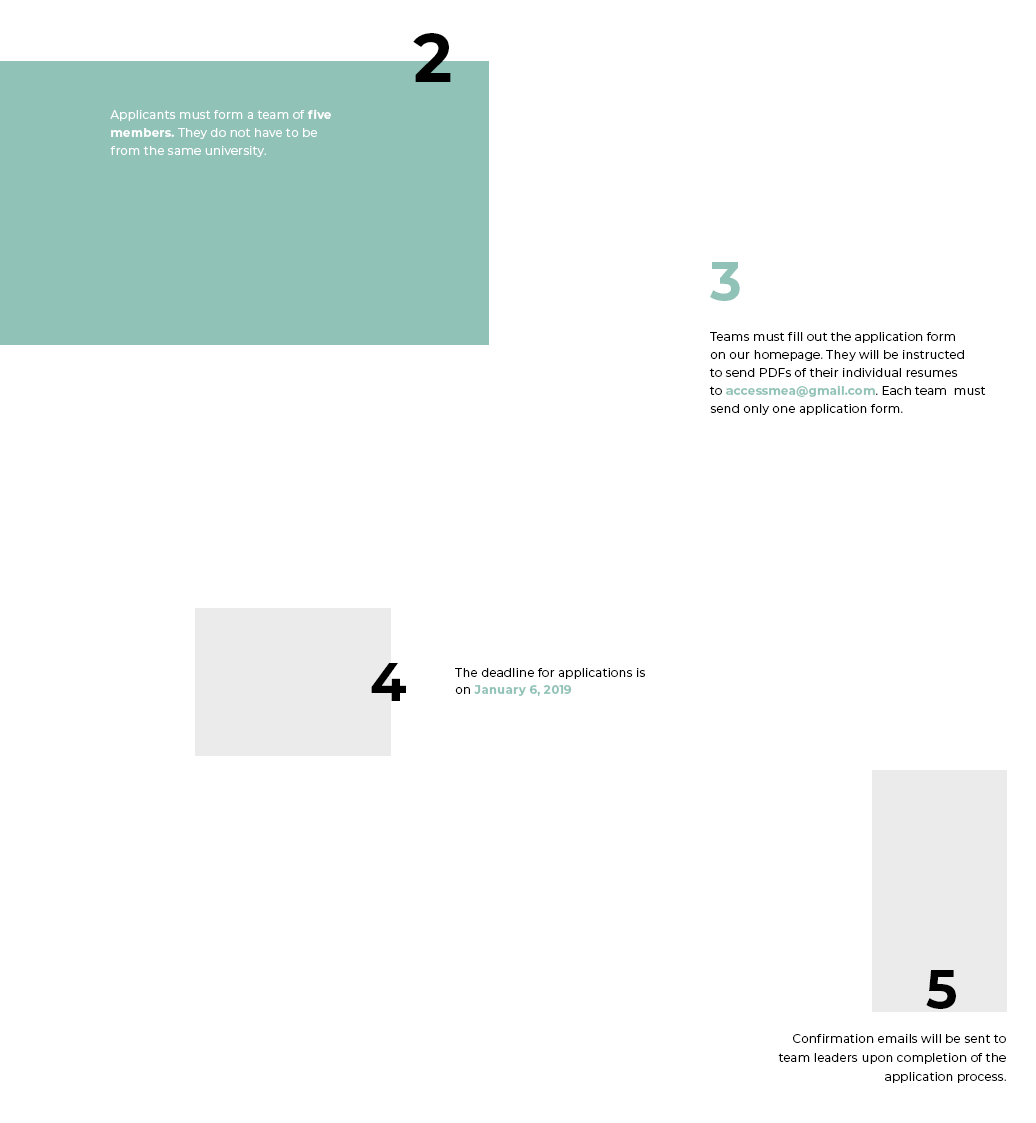 2
Applicants must form a team of five
members. They do not have to be
from the same university.
3
Teams must fill out the application form
on our homepage. They will be instructed
to send PDFs of their individual resumes
to accessmea@gmail.com. Each team  must
send only one application form.
4
The deadline for applications is
on January 6, 2019
5
Confirmation emails will be sent to
team leaders upon completion of the
application process.